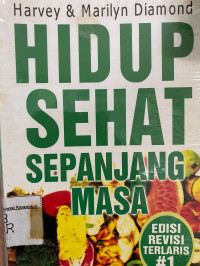 Harvey & Marilyn Diamond
HIDUP
SEHAT
SEPANJANG
MASA
EDISI
REVISI
TERLARIS
#1